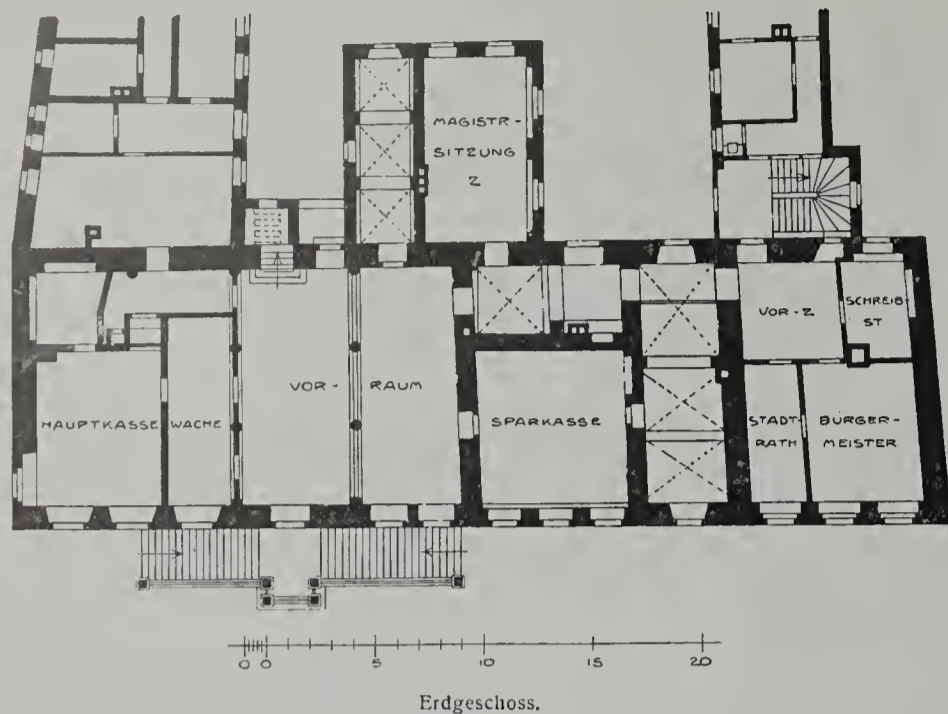 MAGISTR-
SITZUNG
Z
VOR-Z
SCHREIB-
ST
HAUPTKASSE
WACHE
VOR-
RAUM
SPARKASSE
STADT-
RATH
BÜRGER-
MEISTER
0 0 5 10 15 20
Erdgeschoss.